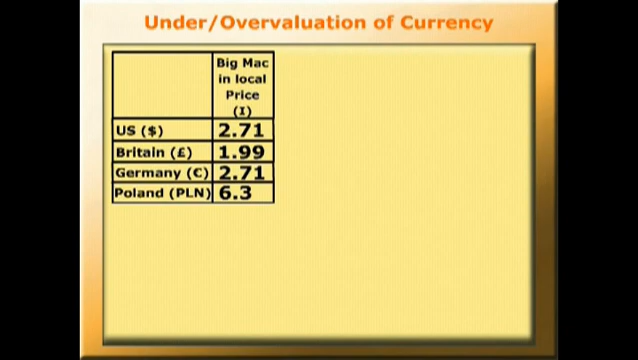 Under/Overvaluation of Currency
Big Mac
in local
Price
(I)
US ($) 2.71
Britain (£) 1.99
Germany (€) 2.71
Poland (PLN) 6.3